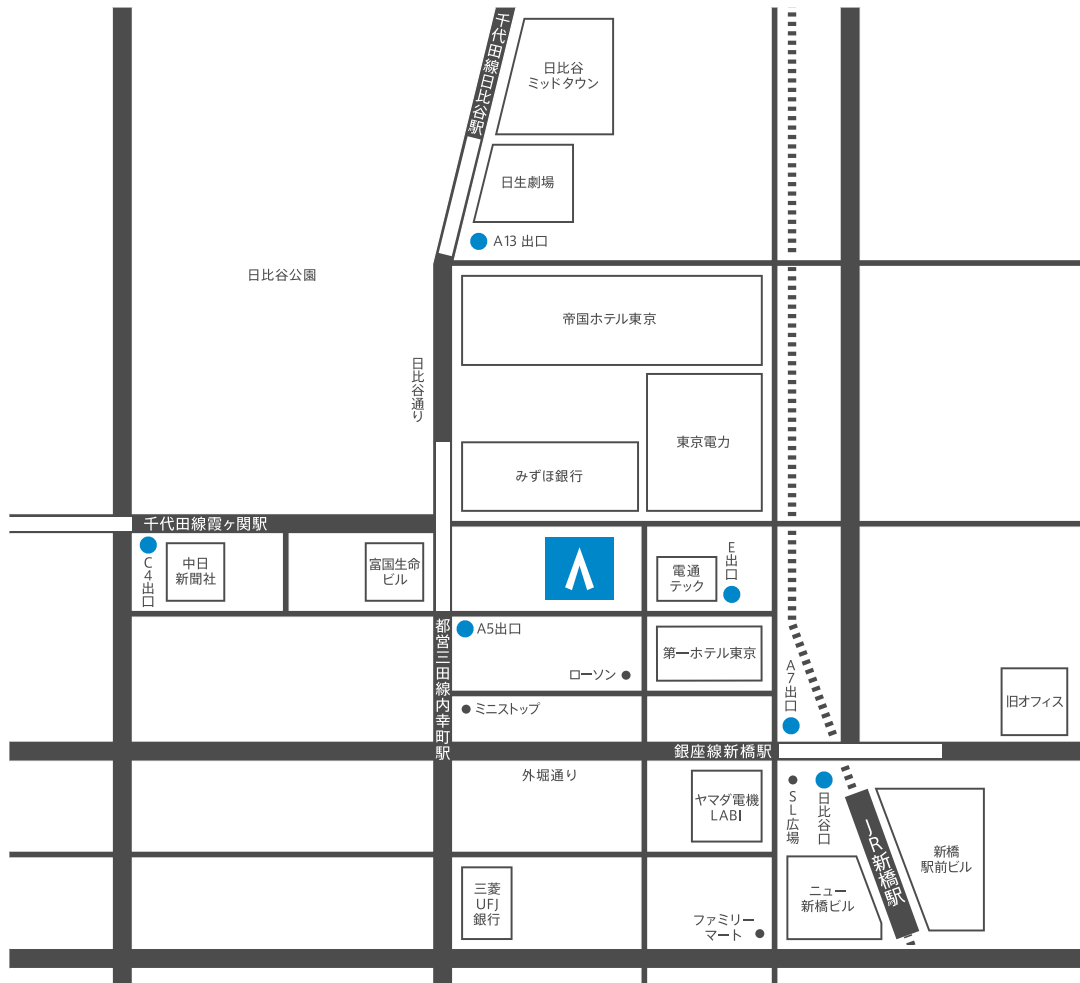 千代田線日比谷駅
日比谷
ミッドタウン
日生劇場
A13 出口
日比谷公園
帝国ホテル東京
日比谷通り
東京電力
みずほ銀行
千代田線霞ヶ関駅
C4出口
中日
新聞社
富国生命
ビル
電通
テック
E出口
都営三田線内幸町駅
A5出口
第一ホテル東京
ローソン
A7出口
ミニストップ
旧オフィス
銀座線新橋駅
外堀通り
ヤマダ電機
LABI
SL広場
日比谷口
JR新橋駅
新橋
駅前ビル
三菱
UFJ
銀行
ニュー
新橋ビル
ファミリー
マート